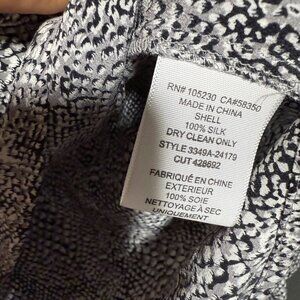 RN# 105230 CA#58350
MADE IN CHINA
SHELL
100% SILK
DRY CLEAN ONLY
STYLE 3349A-24179
CUT 428692
FABRIQUÉ EN CHINE
EXTERIEUR
100% SOIE
NETTOYAGE À SEC
UNIQUEMENT